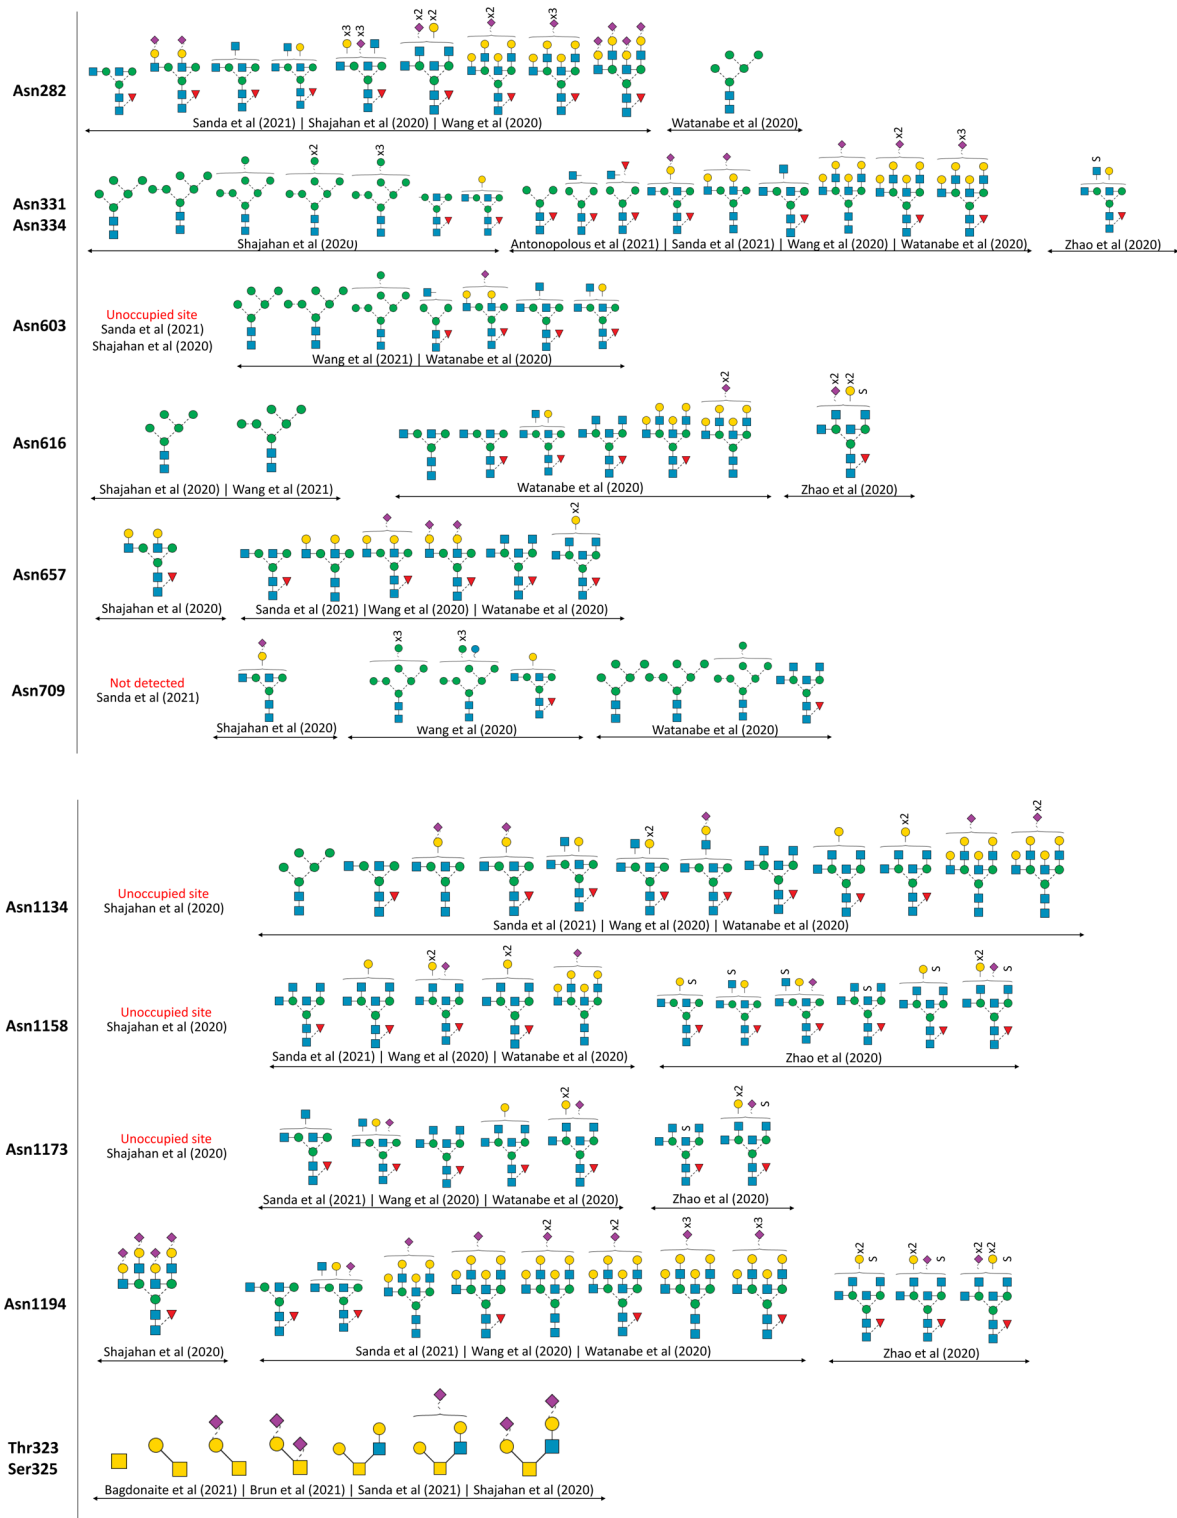 x3
x3
x2
x2
x2
x3
Asn282
Sanda et al (2021) | Shajahan et al (2020) | Wang et al (2020)
Watanabe et al (2020)
x2
x3
x2
x3
S
Asn331
Asn334
Shajahan et al (2020)
Antonopolous et al (2021) | Sanda et al (2021) | Wang et al (2020) | Watanabe et al (2020)
Zhao et al (2020)
Asn603
Unoccupied site
Sanda et al (2021)
Shajahan et al (2020)
Wang et al (2021) | Watanabe et al (2020)
x2
x2
x2
S
Asn616
Shajahan et al (2020) | Wang et al (2021)
Watanabe et al (2020)
Zhao et al (2020)
x2
Asn657
Shajahan et al (2020)
Sanda et al (2021) |Wang et al (2020) | Watanabe et al (2020)
x3
x3
Asn709
Not detected
Sanda et al (2021)
Shajahan et al (2020)
Wang et al (2020)
Watanabe et al (2020)
x2
x2
x2
Asn1134
Unoccupied site
Shajahan et al (2020)
Sanda et al (2021) | Wang et al (2020) | Watanabe et al (2020)
x2
x2
S
S
S
S
S
x2
S
Asn1158
Unoccupied site
Shajahan et al (2020)
Sanda et al (2021) | Wang et al (2020) | Watanabe et al (2020)
Zhao et al (2020)
x2
S
x2
S
Asn1173
Unoccupied site
Shajahan et al (2020)
Sanda et al (2021) | Wang et al (2020) | Watanabe et al (2020)
Zhao et al (2020)
x2
x2
x3
x3
x2
S
x2
S
x2
x2
S
Asn1194
Shajahan et al (2020)
Sanda et al (2021) | Wang et al (2020) | Watanabe et al (2020)
Zhao et al (2020)
Thr323
Ser325
Bagdonaite et al (2021) | Brun et al (2021) | Sanda et al (2021) | Shajahan et al (2020)